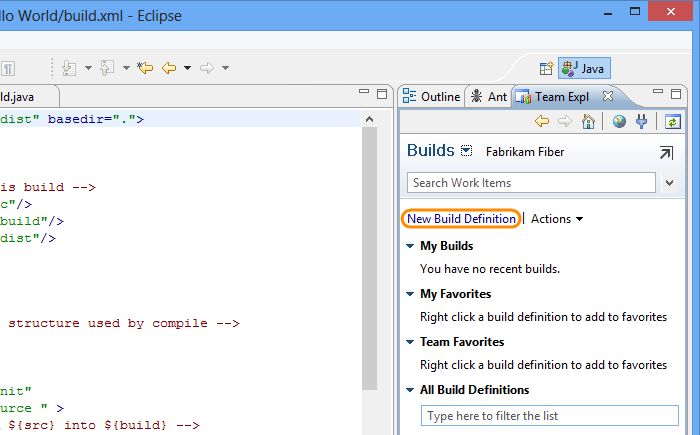 llo World/build.xml - Eclipse
Java
ld.java
Outline
Ant
Team Expl
dist" basedir=".">
Builds
Fabrikam Fiber
Search Work Items
is build -->
c"/>
build"/>
dist"/>
New Build Definition
Actions
My Builds
You have no recent builds.
My Favorites
Right click a build definition to add to favorites
structure used by compile -->
Team Favorites
Right click a build definition to add to favorites
All Build Definitions
nit"
ource " >
${src} into ${build} -->
Type here to filter the list